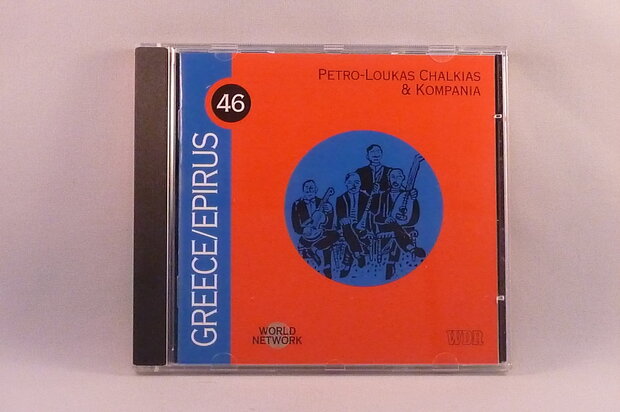 PETRO-LOUKAS CHALKIAS
& KOMPANIA
46
GREECE/EPIRUS
WORLD
NETWORK
WDR